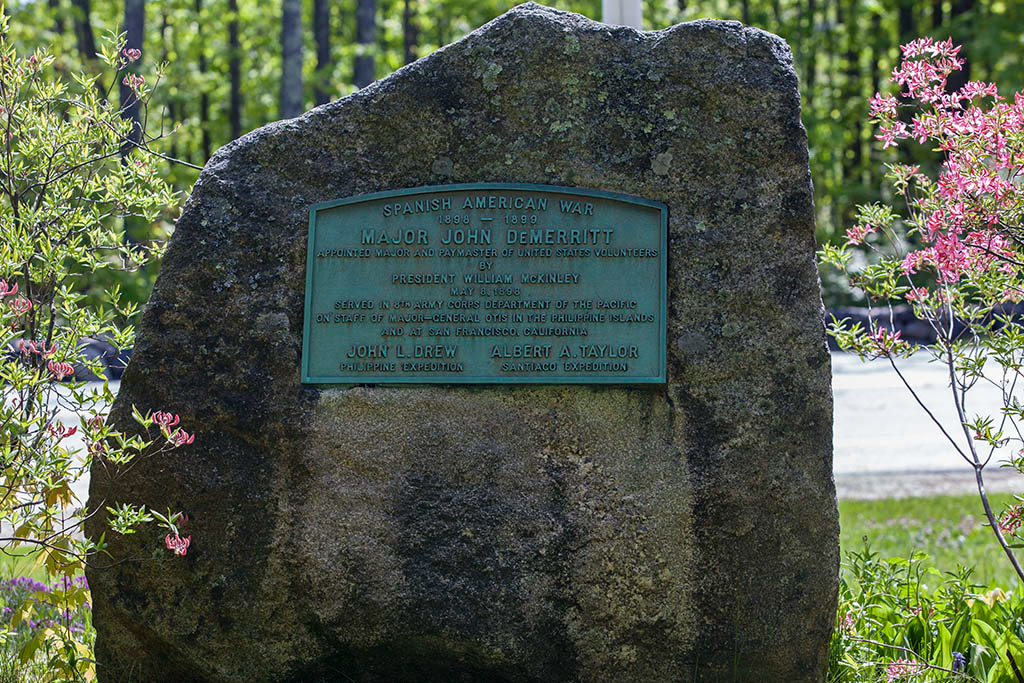 SPANISH AMERICAN WAR
1898 — 1899
MAJOR JOHN DeMERRITT
APPOINTED MAJOR AND PAYMASTER OF UNITED STATES VOLUNTEERS
BY
PRESIDENT WILLIAM McKINLEY
MAY 8, 1898
SERVED IN 8TH ARMY CORPS DEPARTMENT OF THE PACIFIC
ON STAFF OF MAJOR-GENERAL OTIS IN THE PHILIPPINE ISLANDS
AND AT SAN FRANCISCO, CALIFORNIA
JOHN L. DREW ALBERT A. TAYLOR
PHILIPPINE EXPEDITION SANTIAGO EXPEDITION